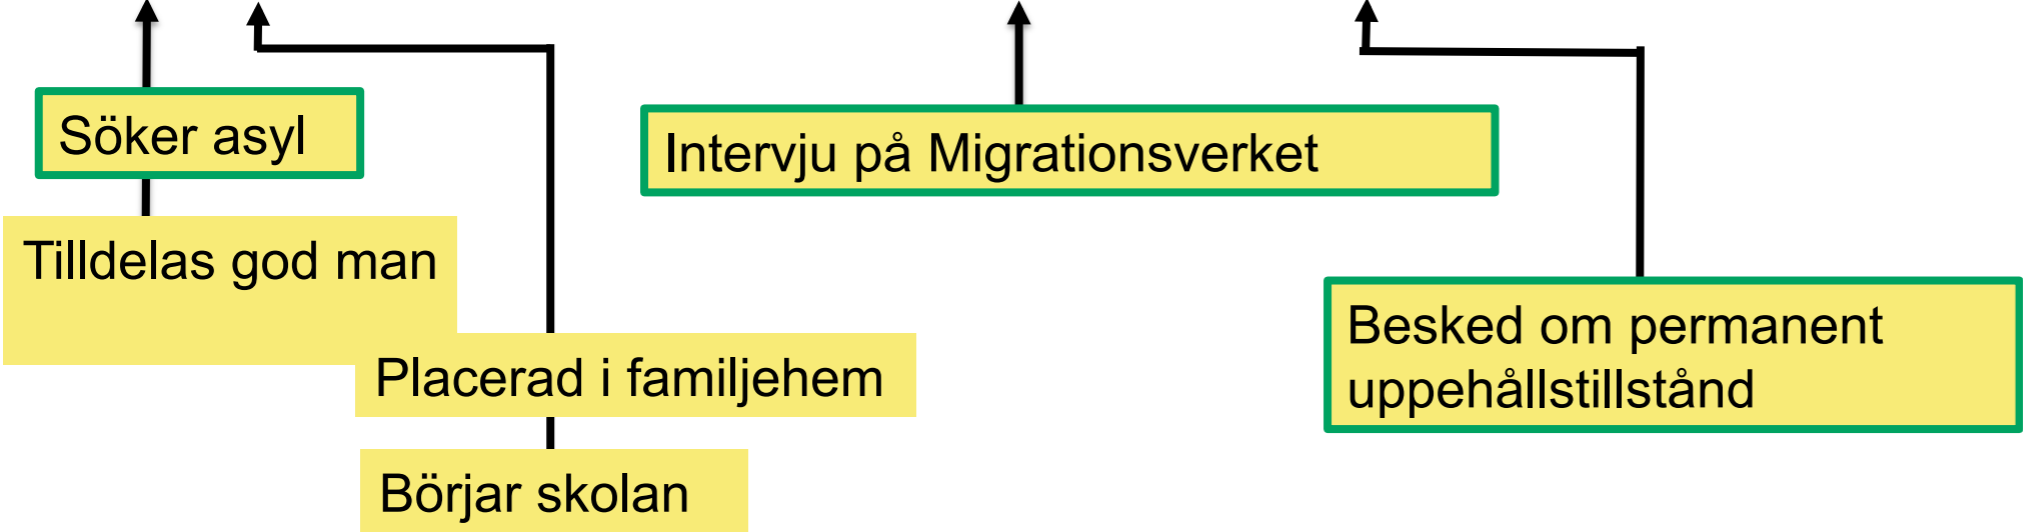 Söker asyl
Intervju på Migrationsverket
Tilldelas god man
Besked om permanent
uppehållstillstånd
Placerad i familjehem
Börjar skolan